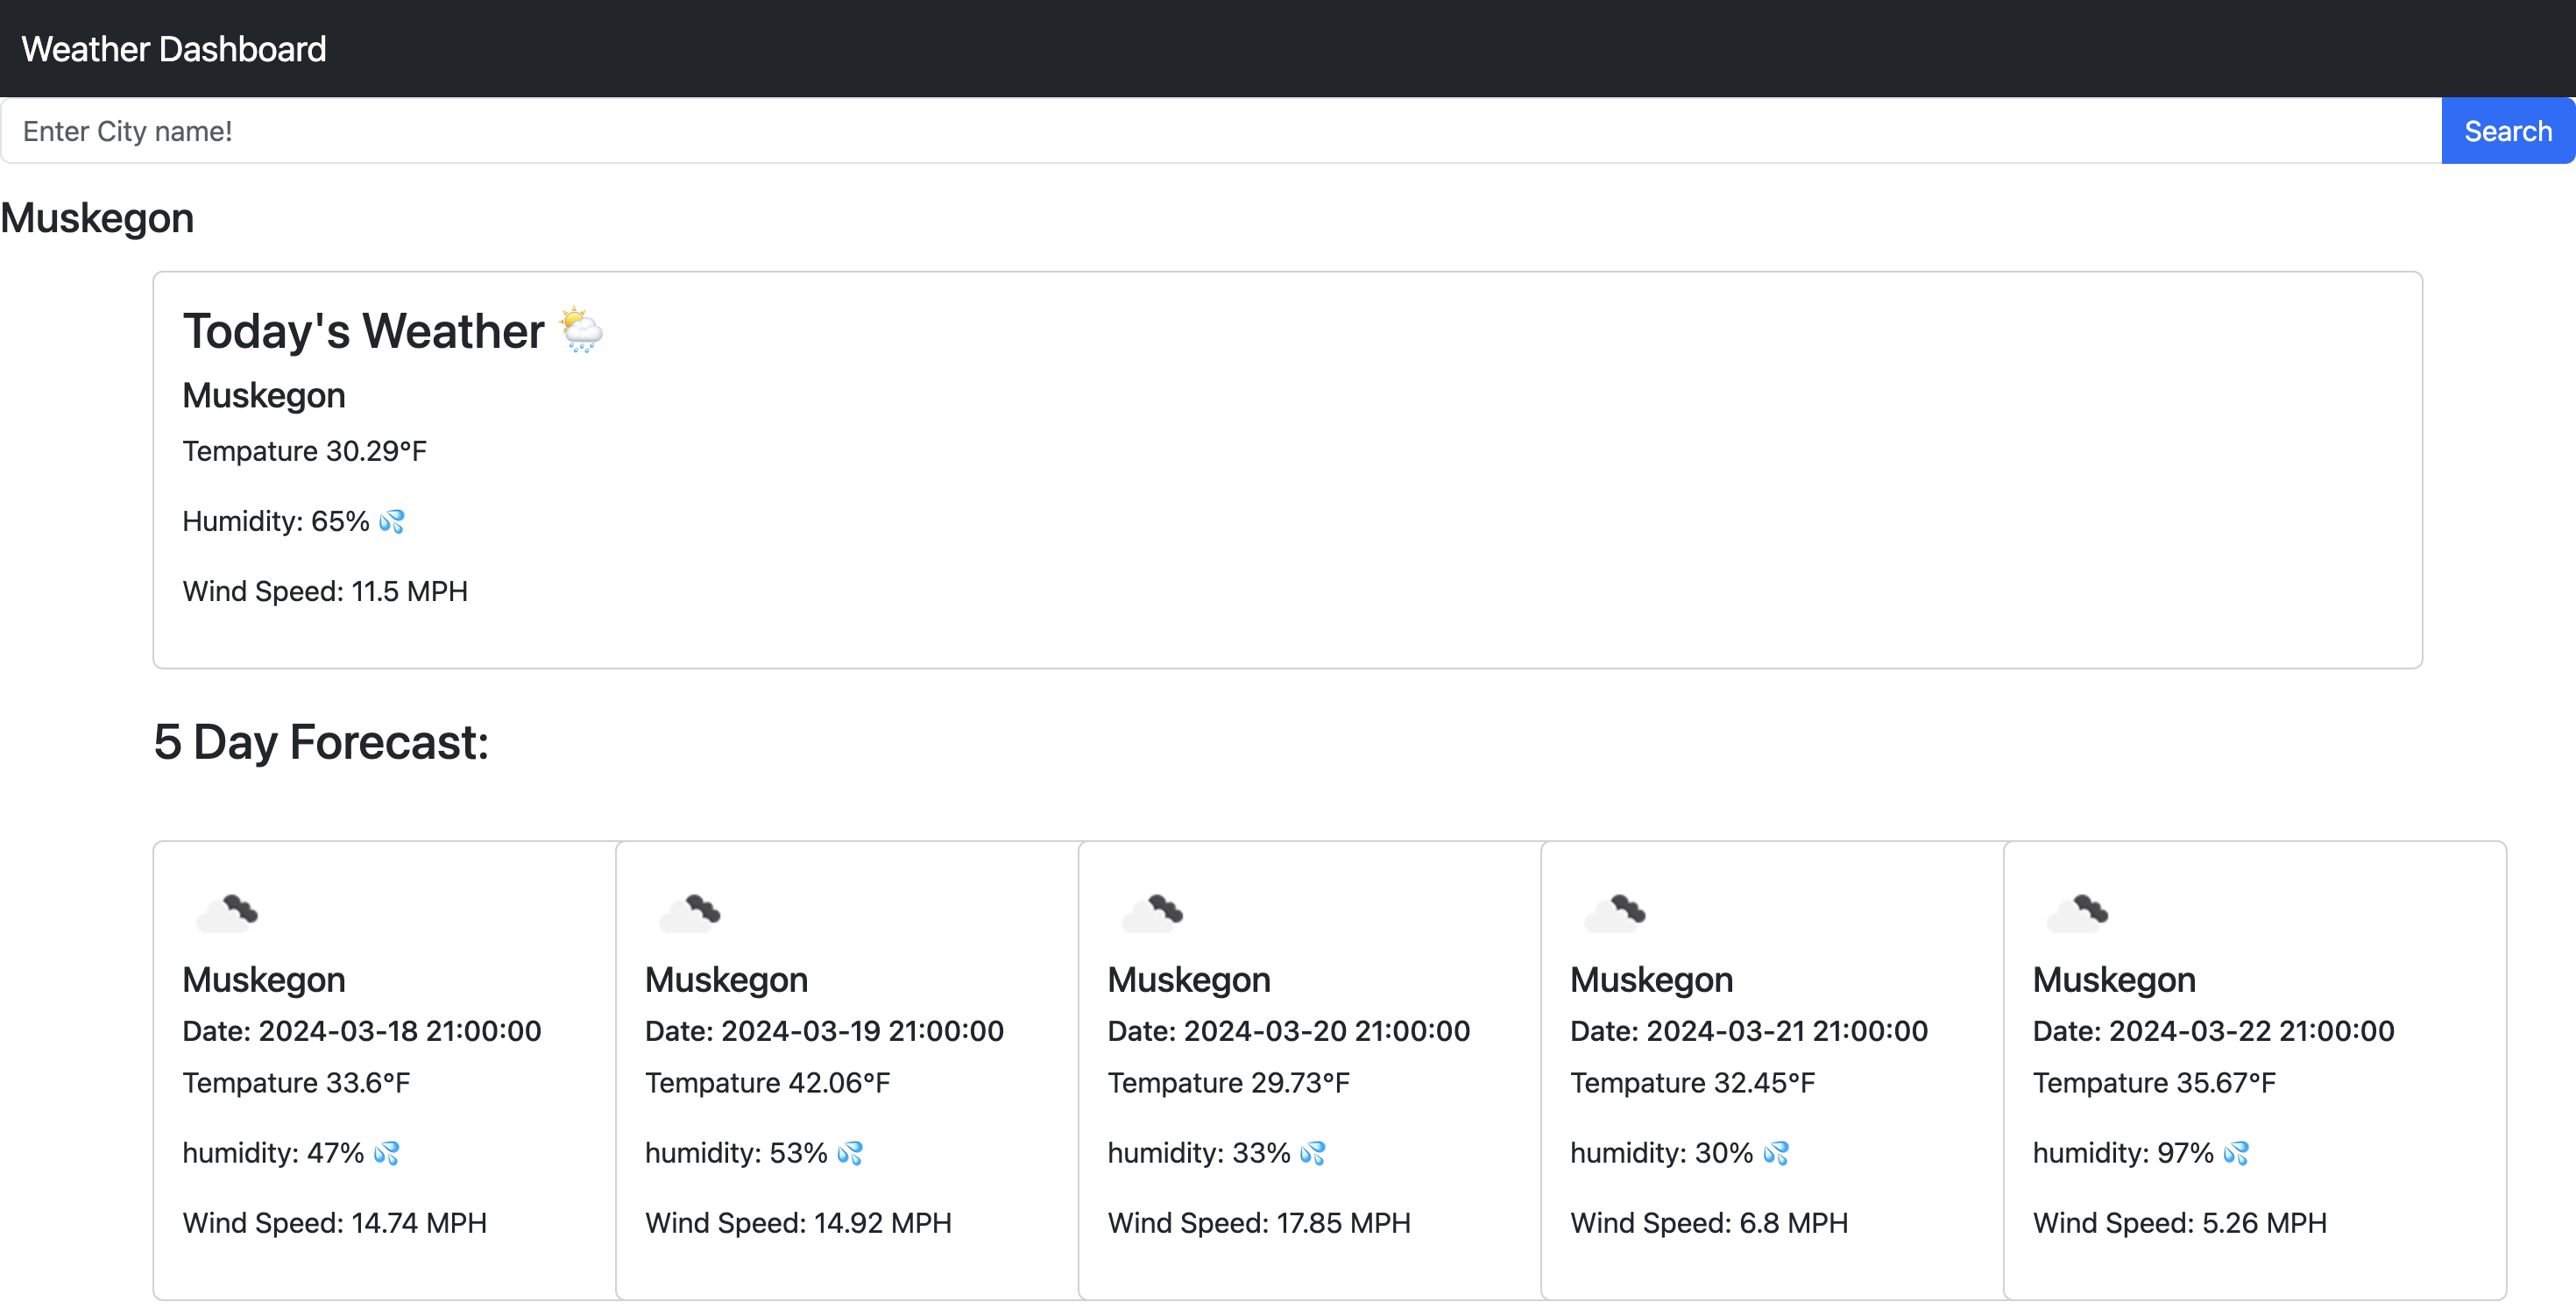 Weather Dashboard
Enter City name!
Search
Muskegon
Today's Weather 🌦️
Muskegon
Tempature 30.29°F
Humidity: 65% 💦
Wind Speed: 11.5 MPH
5 Day Forecast:
Muskegon
Date: 2024-03-18 21:00:00
Tempature 33.6°F
humidity: 47% 💦
Wind Speed: 14.74 MPH
Muskegon
Date: 2024-03-19 21:00:00
Tempature 42.06°F
humidity: 53% 💦
Wind Speed: 14.92 MPH
Muskegon
Date: 2024-03-20 21:00:00
Tempature 29.73°F
humidity: 33% 💦
Wind Speed: 17.85 MPH
Muskegon
Date: 2024-03-21 21:00:00
Tempature 32.45°F
humidity: 30% 💦
Wind Speed: 6.8 MPH
Muskegon
Date: 2024-03-22 21:00:00
Tempature 35.67°F
humidity: 97% 💦
Wind Speed: 5.26 MPH